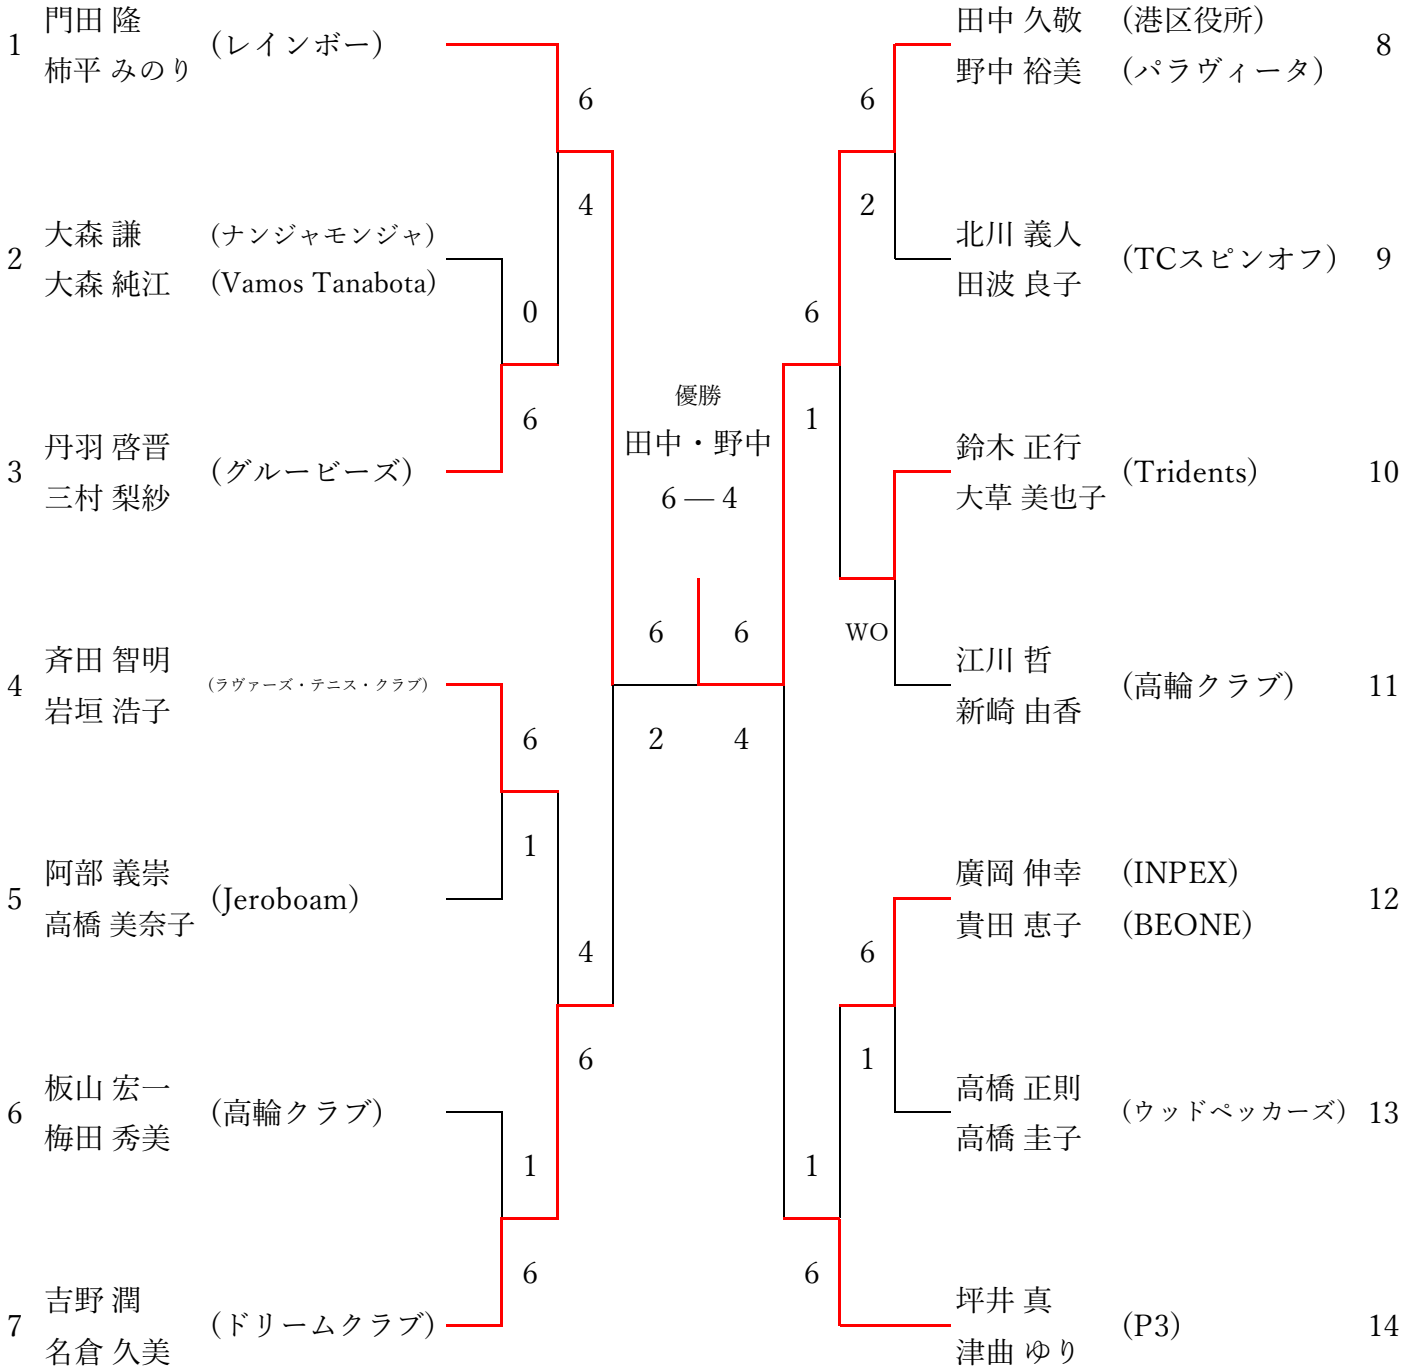 1
門田 隆
柿平 みのり
(レインボー)
2
大森 謙
大森 純江
(ナンジャモンジャ)
(Vamos Tanabota)
3
丹羽 啓晋
三村 梨紗
(グルービーズ)
4
斉田 智明
岩垣 浩子
(ラヴァーズ・テニス・クラブ)
5
阿部 義崇
高橋 美奈子
(Jeroboam)
6
板山 宏一
梅田 秀美
(高輪クラブ)
7
吉野 潤
名倉 久美
(ドリームクラブ)
6
4
0
6
6
1
4
6
1
6
優勝
田中・野中
6 — 4
6
6
2
4
6
2
6
1
WO
6
1
1
6
田中 久敬
野中 裕美
(港区役所)
(パラヴィータ)
8
北川 義人
田波 良子
(TCスピンオフ)
9
鈴木 正行
大草 美也子
(Tridents)
10
江川 哲
新崎 由香
(高輪クラブ)
11
廣岡 伸幸
貴田 恵子
(INPEX)
(BEONE)
12
高橋 正則
高橋 圭子
(ウッドペッカーズ)
13
坪井 真
津曲 ゆり
(P3)
14